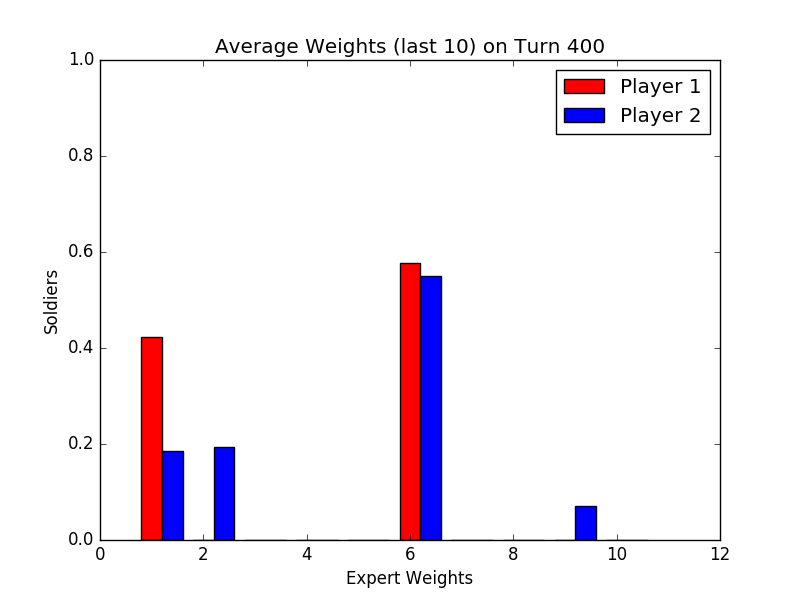 Average Weights (last 10) on Turn 400
Player 1
Player 2
1.0
0.8
0.6
0.4
0.2
0.0
Soldiers
0 2 4 6 8 10 12
Expert Weights